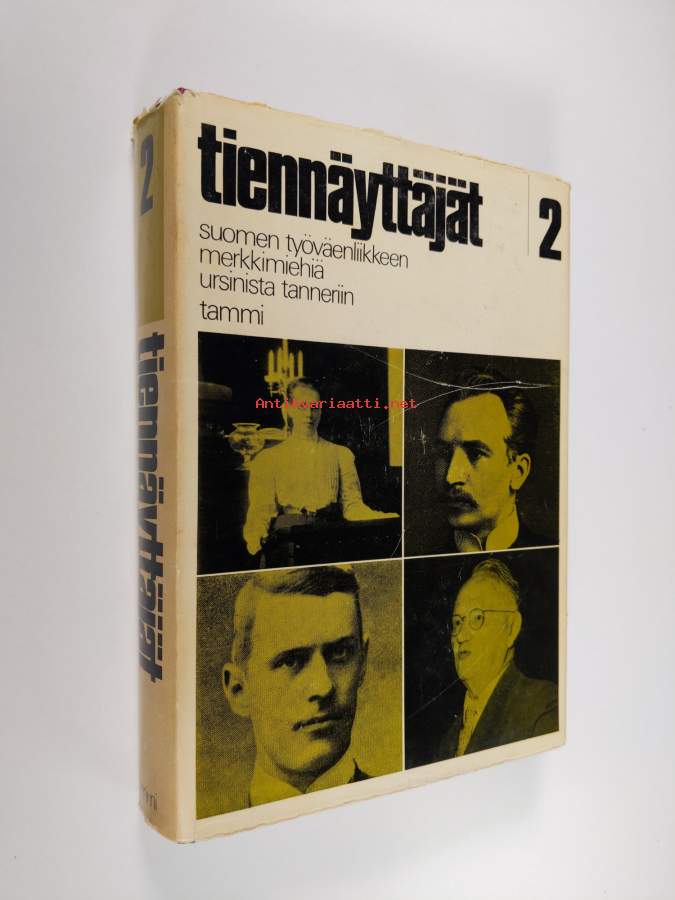 tiennäyttäjät
2
suomen työväenliikkeen
merkkimiehiä
ursinista tanneriin
tammi
Antikvariaatti.net
2
tiennäyttäjät